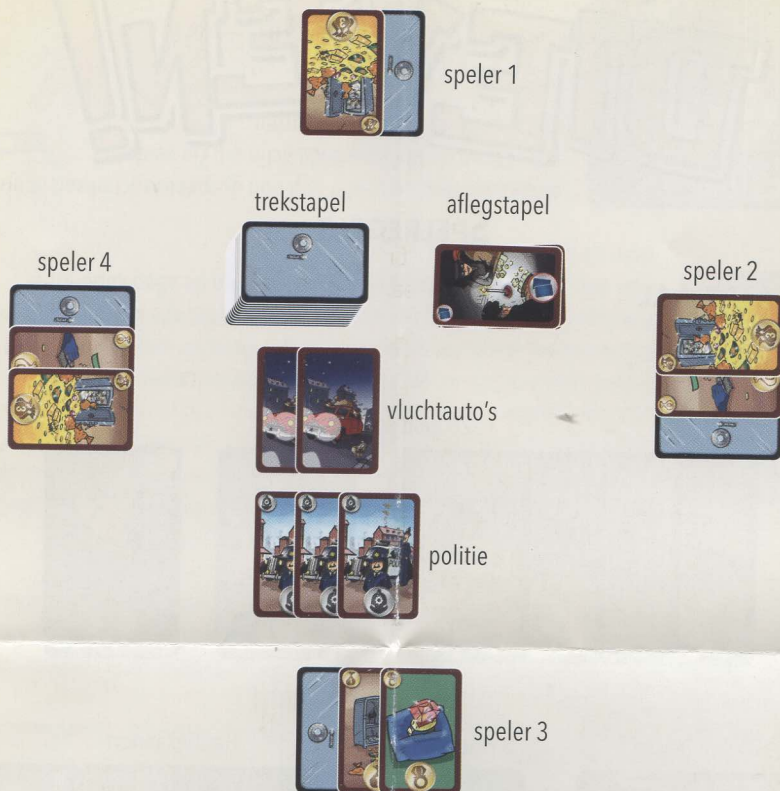 speler 1
trekstapel
aflegstapel
speler 4
speler 2
vluchtauto's
politie
speler 3